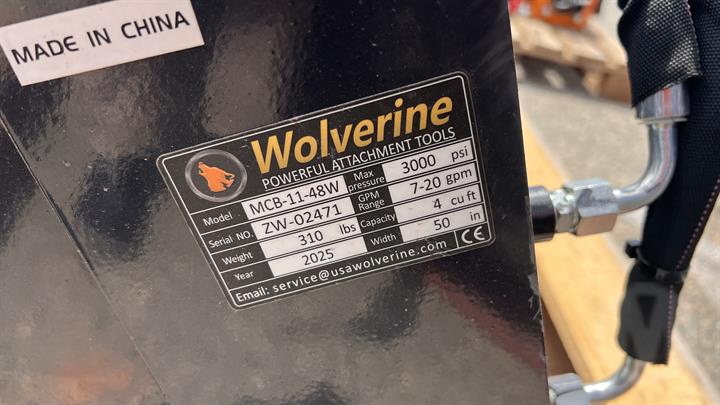 MADE IN CHINA
Wolverine
POWERFUL ATTACHMENT TOOLS
Model MCB-11-48W Max pressure 3000 psi
Serial NO. ZW-02471 GPM Range 7-20 gpm
Weight 310 lbs Capacity 4 cu ft
Year 2025 Width 50 in
Email: service@usawolverine.com CE